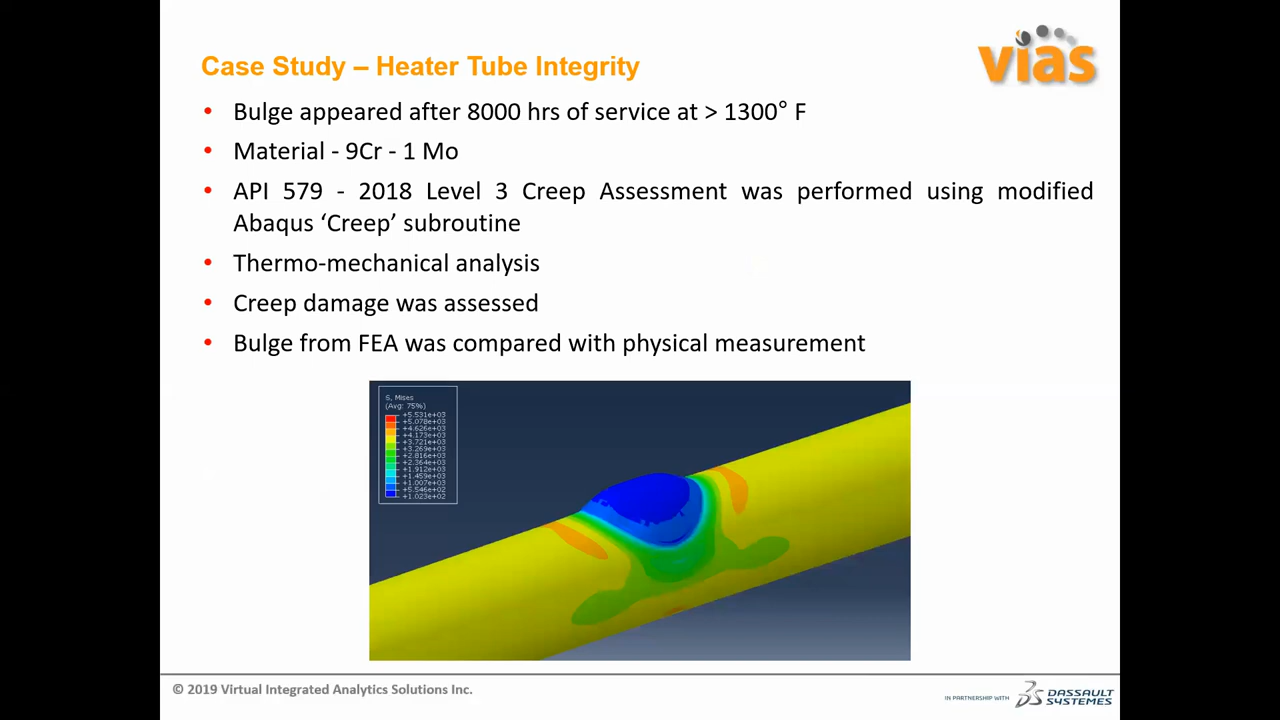 Case Study – Heater Tube Integrity
vias
• Bulge appeared after 8000 hrs of service at > 1300° F
• Material - 9Cr - 1 Mo
• API 579 - 2018 Level 3 Creep Assessment was performed using modified
Abaqus ‘Creep’ subroutine
• Thermo-mechanical analysis
• Creep damage was assessed
• Bulge from FEA was compared with physical measurement
S, Mises
(Avg: 75%)
+5.531e+03
+5.078e+03
+4.626e+03
+4.173e+03
+3.721e+03
+3.269e+03
+2.816e+03
+2.364e+03
+1.912e+03
+1.459e+03
+1.007e+03
+5.546e+02
+1.023e+02
© 2019 Virtual Integrated Analytics Solutions Inc.
IN PARTNERSHIP WITH
DASSAULT
SYSTEMES